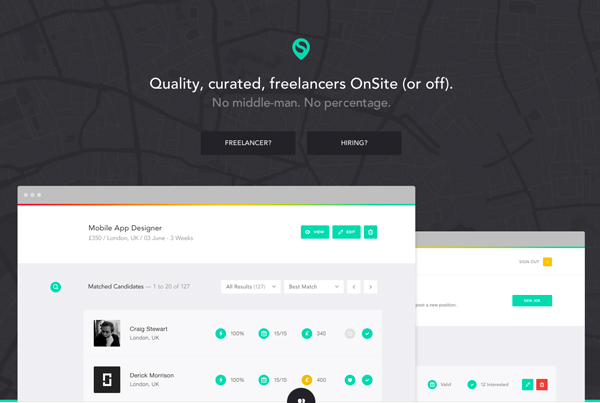 Quality, curated, freelancers OnSite (or off).
No middle-man. No percentage.
FREELANCER?
HIRING?
Mobile App Designer
£350 / London, UK / 03 June - 3 Weeks
VIEW
EDIT
SIGN OUT
post a new position..
NEW JOB
Matched Candidates — 1 to 20 of 127
All Results (127)
Best Match
Craig Stewart
London, UK
100%
15/15
340
Derick Morrison
London, UK
100%
15/15
400
Valid
12 Interested